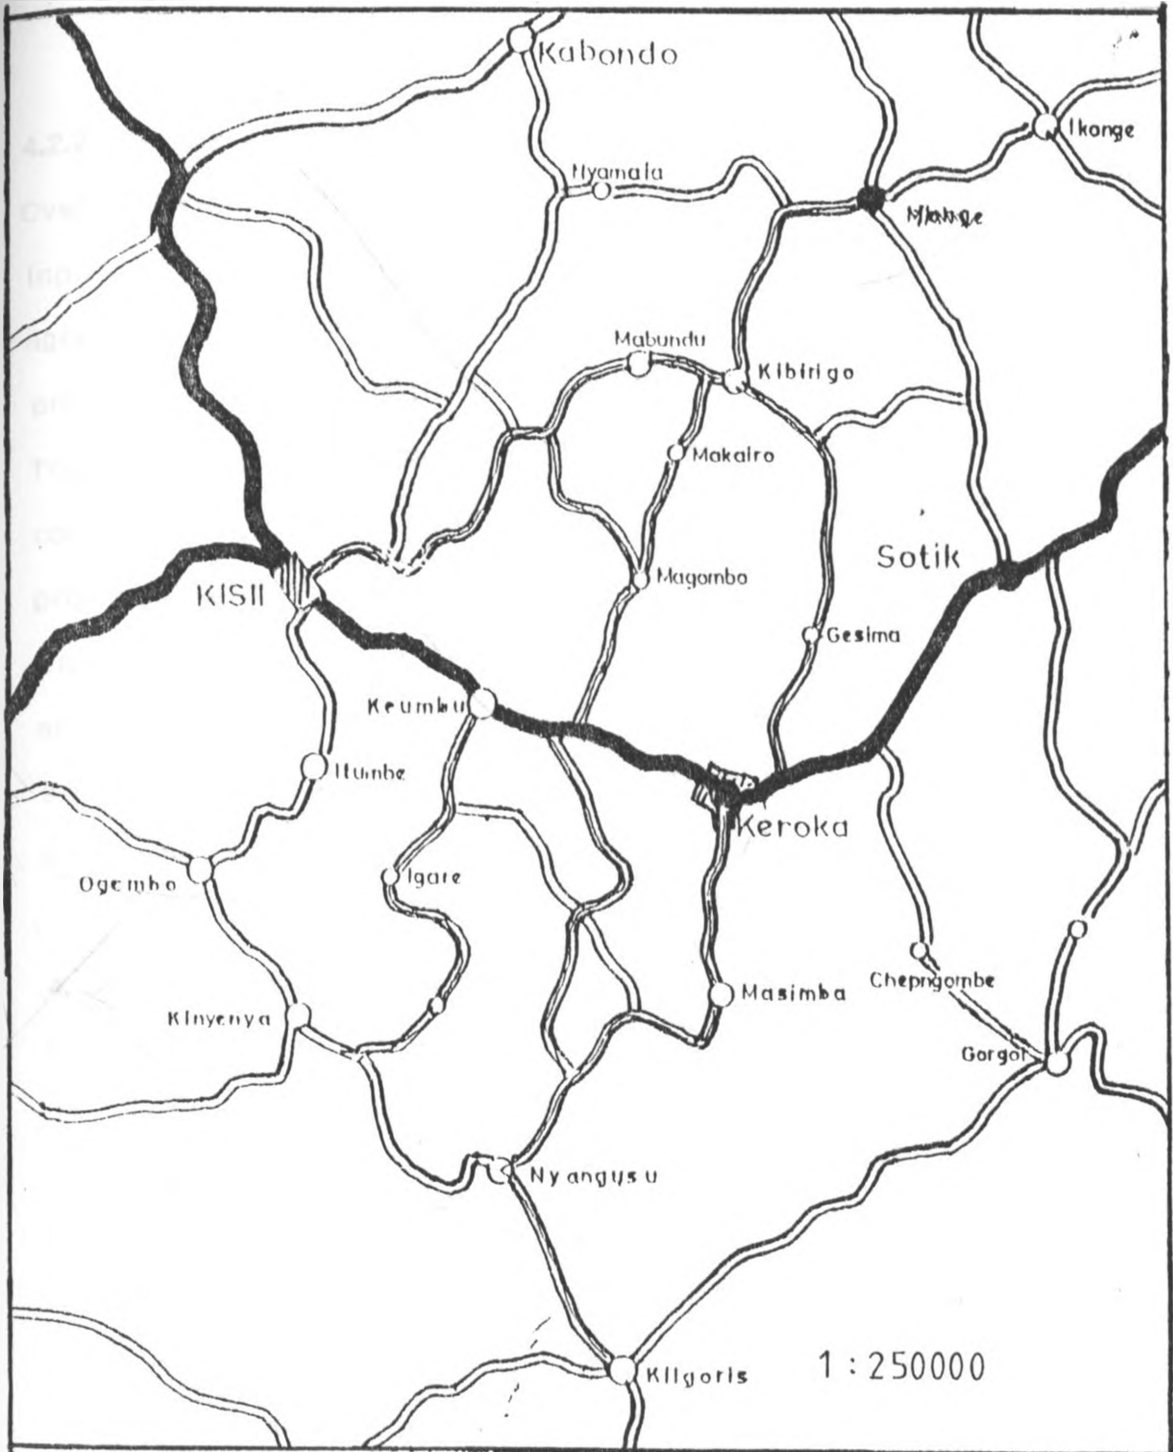 Kabondo
Ikonge
Nyamala
Mabundu
Kibirigo
Makairo
Sotik
KISII
Magombo
Gesima
Keumbu
Itumbe
Keroka
Ogembo
Igare
Chepngombe
Masimba
Kinyenya
Gorgor
Nyangusu
Kilgoris
1 : 250000